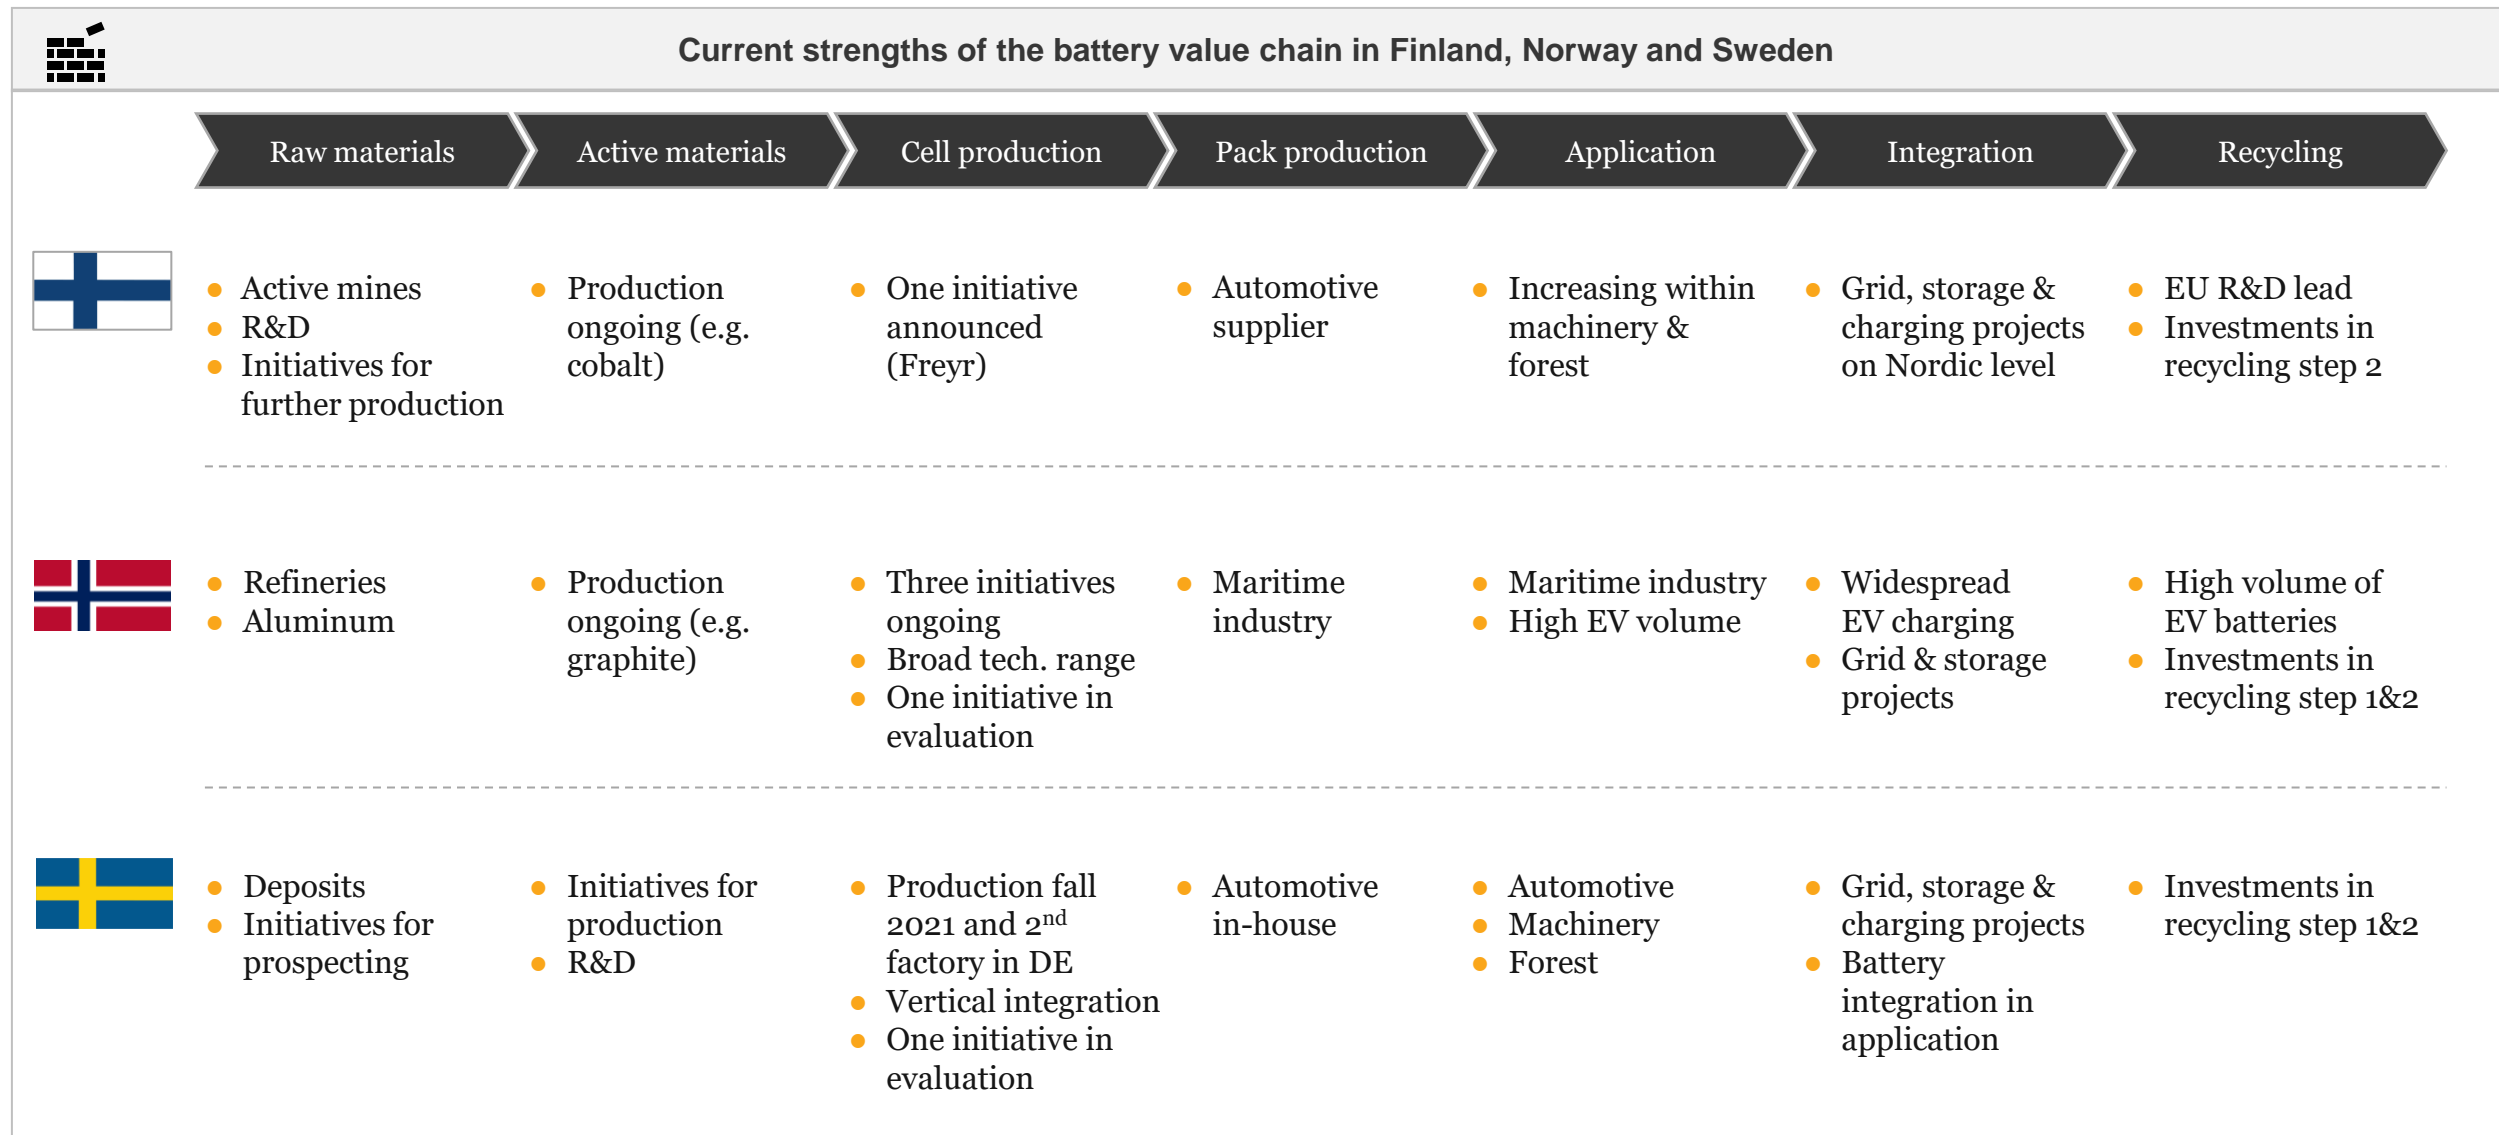 Current strengths of the battery value chain in Finland, Norway and Sweden
Raw materials
Active materials
Cell production
Pack production
Application
Integration
Recycling
● Active mines
● R&D
● Initiatives for
further production
● Production
ongoing (e.g.
cobalt)
● One initiative
announced
(Freyr)
● Automotive
supplier
● Increasing within
machinery &
forest
● Grid, storage &
charging projects
on Nordic level
● EU R&D lead
● Investments in
recycling step 2
● Refineries
● Aluminum
● Production
ongoing (e.g.
graphite)
● Three initiatives
ongoing
● Broad tech. range
● One initiative in
evaluation
● Maritime
industry
● Maritime industry
● High EV volume
● Widespread
EV charging
● Grid & storage
projects
● High volume of
EV batteries
● Investments in
recycling step 1&2
● Deposits
● Initiatives for
prospecting
● Initiatives for
production
● R&D
● Production fall
2021 and 2nd
factory in DE
● Vertical integration
● One initiative in
evaluation
● Automotive
in-house
● Automotive
● Machinery
● Forest
● Grid, storage &
charging projects
● Battery
integration in
application
● Investments in
recycling step 1&2